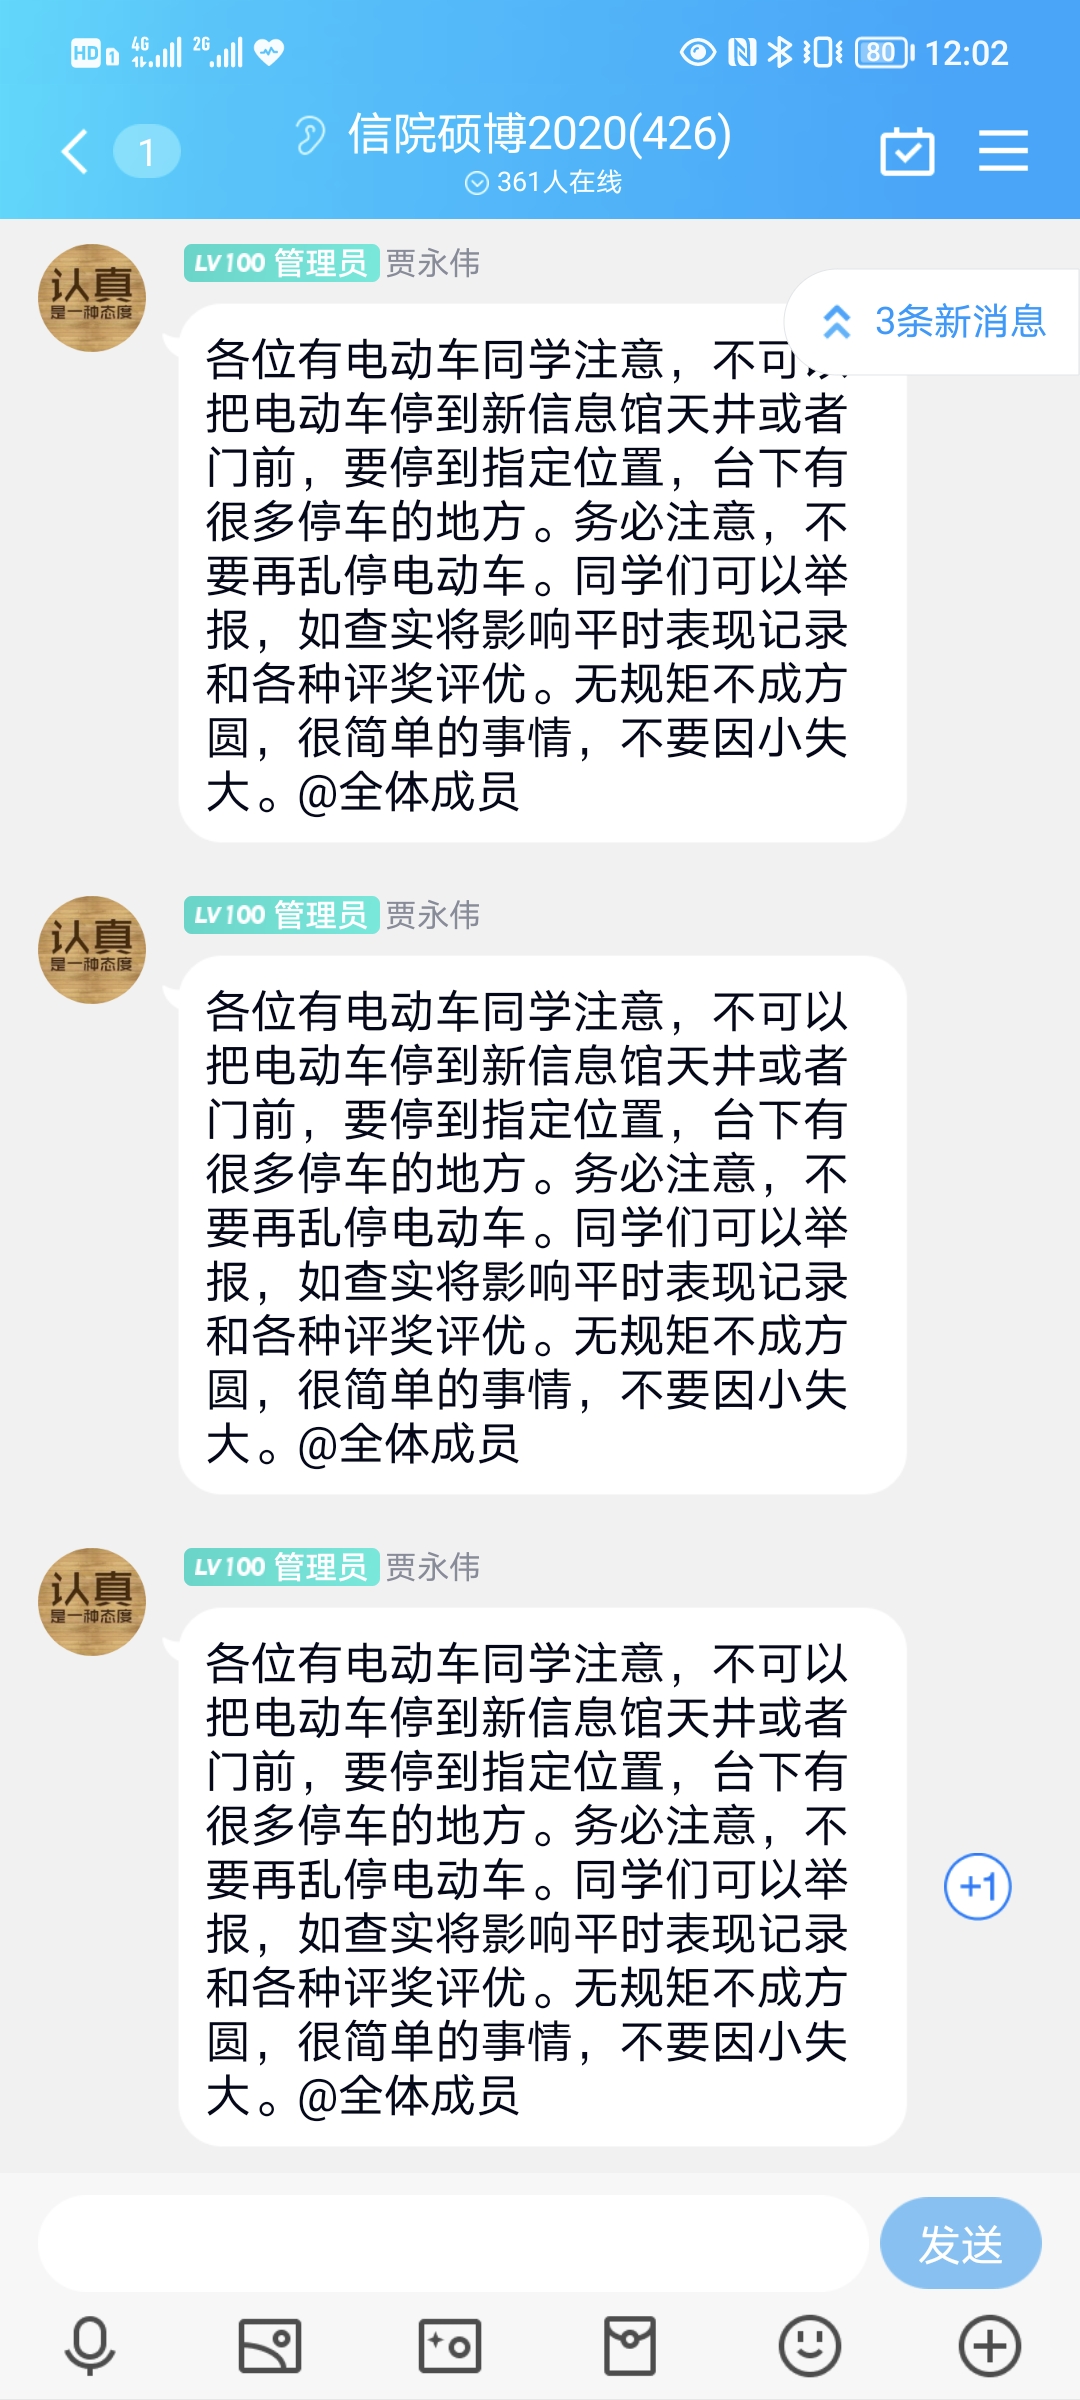 HD 1 4G 2G 80 12:02
1 信院硕博2020(426)
361人在线
认真
是一种态度
LV100 管理员 贾永伟
3条新消息
各位有电动车同学注意，不可以
把电动车停到新信息馆天井或者
门前，要停到指定位置，台下有
很多停车的地方。务必注意，不
要再乱停电动车。同学们可以举
报，如查实将影响平时表现记录
和各种评奖评优。无规矩不成方
圆，很简单的事情，不要因小失
大。@全体成员
认真
是一种态度
LV100 管理员 贾永伟
各位有电动车同学注意，不可以
把电动车停到新信息馆天井或者
门前，要停到指定位置，台下有
很多停车的地方。务必注意，不
要再乱停电动车。同学们可以举
报，如查实将影响平时表现记录
和各种评奖评优。无规矩不成方
圆，很简单的事情，不要因小失
大。@全体成员
认真
是一种态度
LV100 管理员 贾永伟
各位有电动车同学注意，不可以
把电动车停到新信息馆天井或者
门前，要停到指定位置，台下有
很多停车的地方。务必注意，不
要再乱停电动车。同学们可以举
报，如查实将影响平时表现记录
和各种评奖评优。无规矩不成方
圆，很简单的事情，不要因小失
大。@全体成员
+1
发送